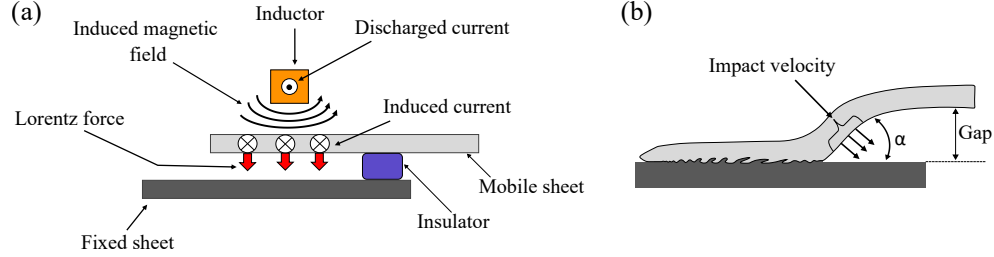 (a)
Inductor
Induced magnetic
field
Discharged current
Induced current
Lorentz force
Mobile sheet
Insulator
Fixed sheet
(b)
Impact velocity
α
Gap